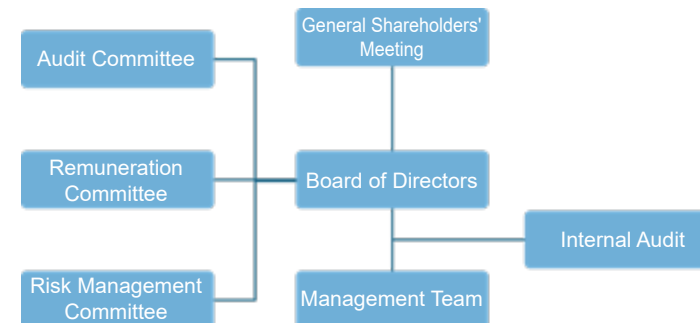 General Shareholders'
Meeting
Audit Committee
Remuneration
Committee
Board of Directors
Internal Audit
Risk Management
Committee
Management Team